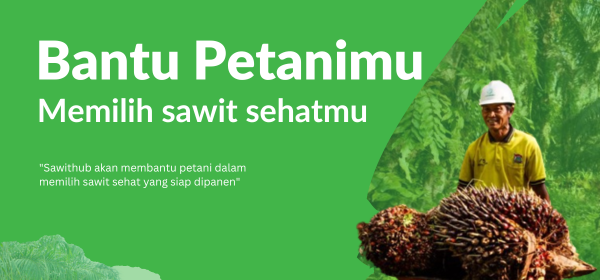 Bantu Petanimu
Memilih sawit sehatmu
"Sawithub akan membantu petani dalam
memilih sawit sehat yang siap dipanen"